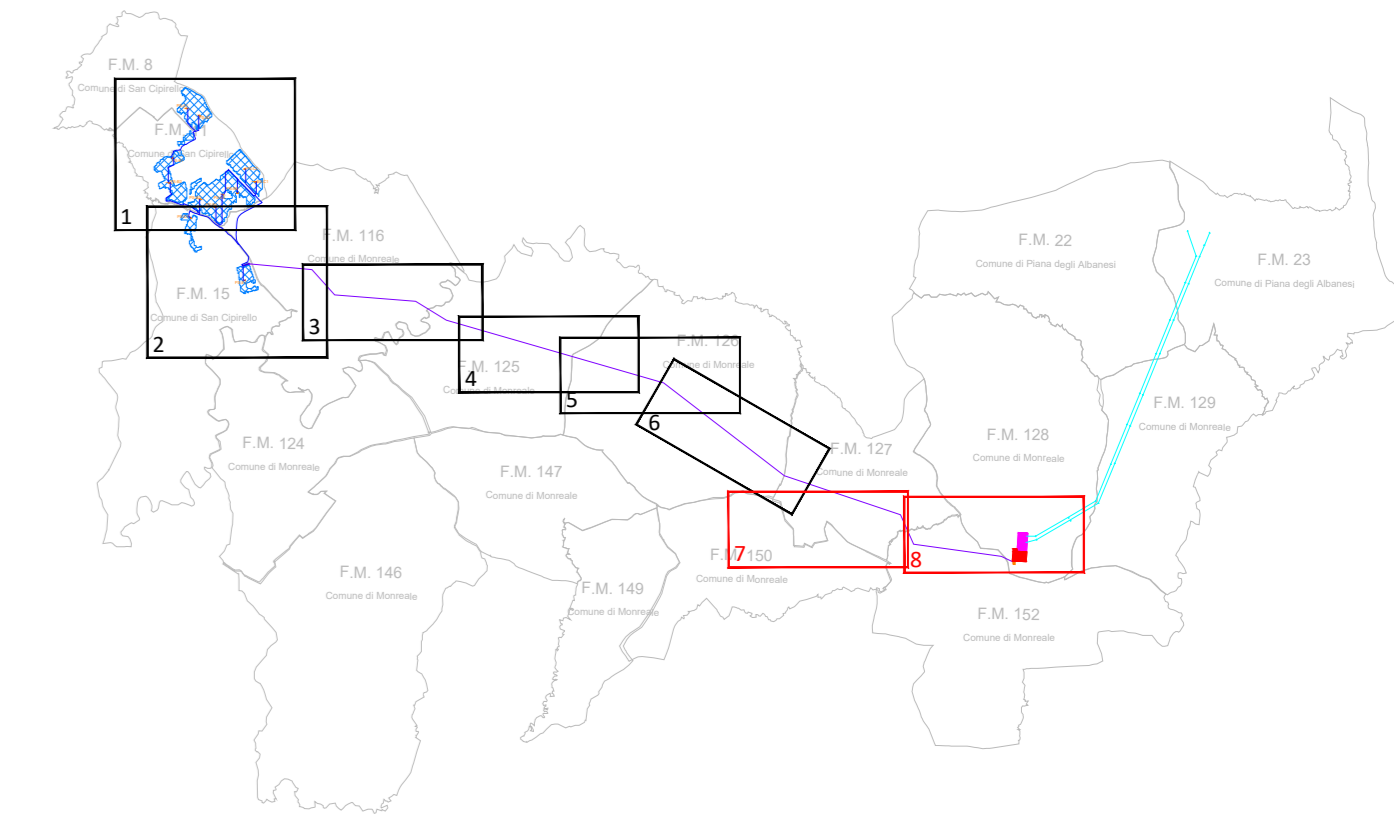 F.M. 8
Comune di San Cipirello
Comune di San Cipirello
1
F.M. 116
Comune di Monreale
F.M. 15
Comune di San Cipirello
2
3
F.M. 22
Comune di Piana degli Albanesi
F.M. 23
Comune di Piana degli Albanesi
F.M. 126
Comune di Monreale
F.M. 125
Comune di Monreale
4
5
6
F.M. 129
Comune di Monreale
F.M. 124
Comune di Monreale
F.M. 147
Comune di Monreale
F.M. 127
Comune di Monreale
F.M. 128
Comune di Monreale
F.M. 150
Comune di Monreale
7
8
F.M. 146
Comune di Monreale
F.M. 149
Comune di Monreale
F.M. 152
Comune di Monreale